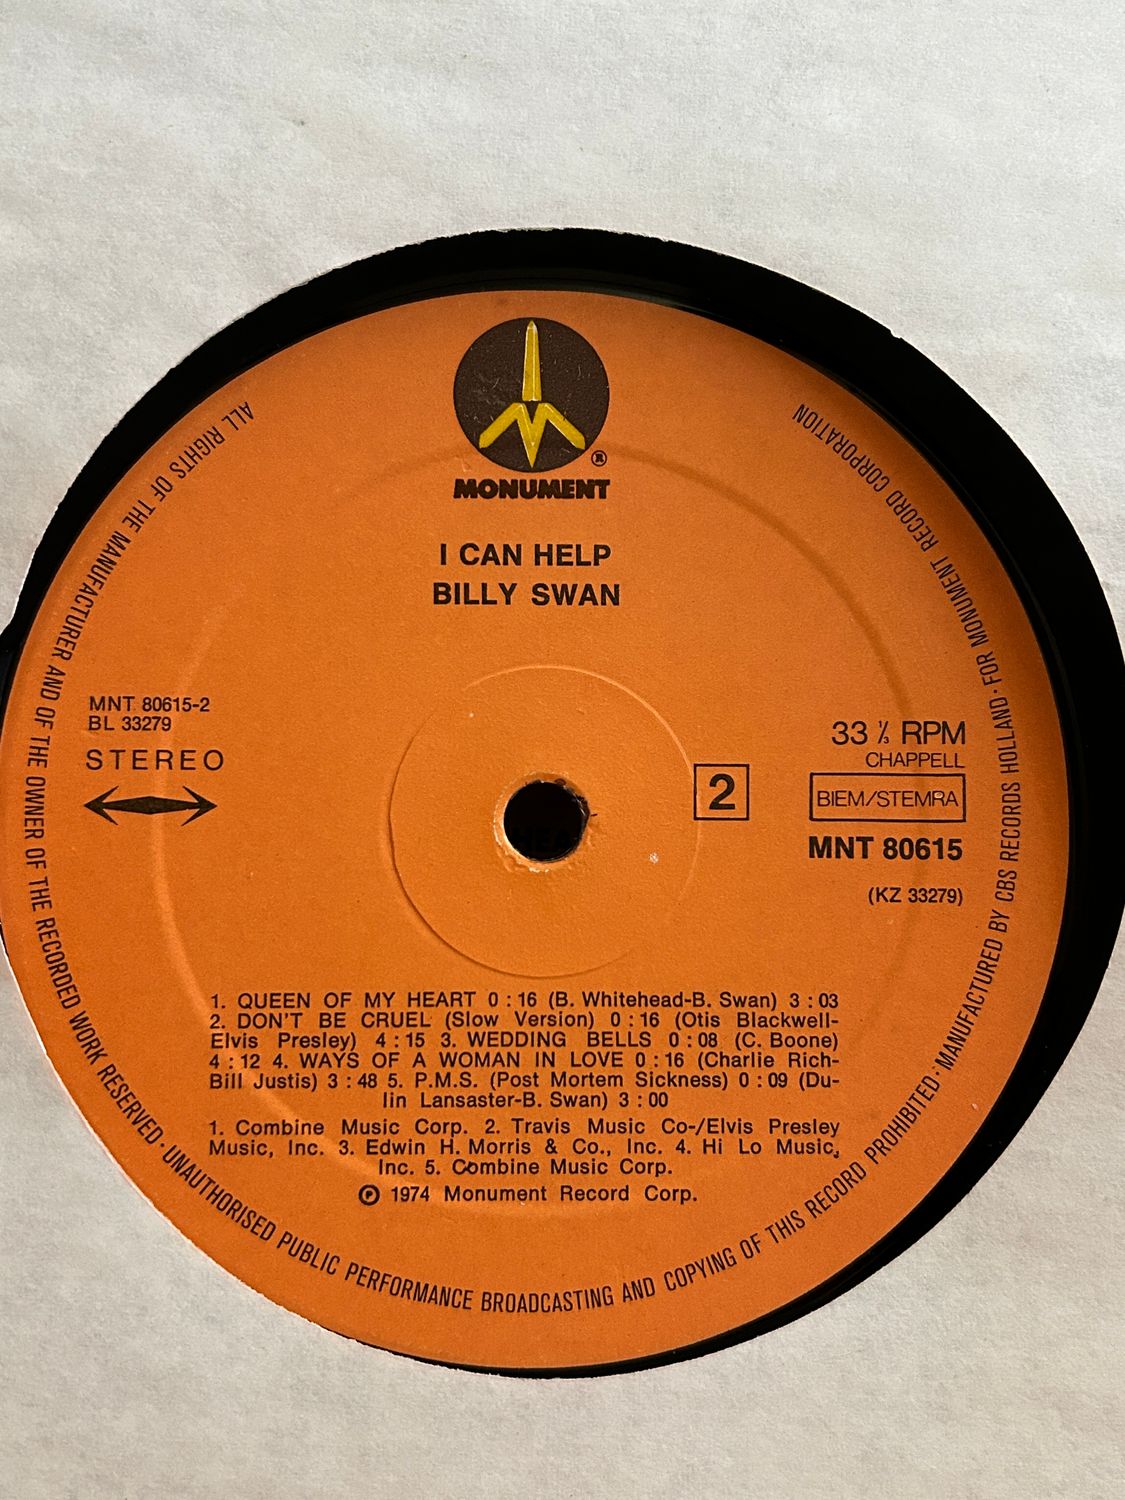 MONUMENT
®
I CAN HELP
BILLY SWAN
MNT 80615-2
BL 33279
STEREO
2
33 ⅓ RPM
CHAPPELL
BIEM/STEMRA
MNT 80615
(KZ 33279)
1. QUEEN OF MY HEART 0 : 16 (B. Whitehead-B. Swan) 3 : 03
2. DON'T BE CRUEL (Slow Version) 0 : 16 (Otis Blackwell-
Elvis Presley) 4 : 15 3. WEDDING BELLS 0 : 08 (C. Boone)
4 : 12 4. WAYS OF A WOMAN IN LOVE 0 : 16 (Charlie Rich-
Bill Justis) 3 : 48 5. P.M.S. (Post Mortem Sickness) 0 : 09 (Du-
lin Lansaster-B. Swan) 3 : 00
1. Combine Music Corp. 2. Travis Music Co-/Elvis Presley
Music, Inc. 3. Edwin H. Morris & Co., Inc. 4. Hi Lo Music,
Inc. 5. Combine Music Corp.
℗ 1974 Monument Record Corp.
ALL RIGHTS OF THE MANUFACTURER AND OF THE OWNER OF THE RECORDED WORK RESERVED · UNAUTHORISED PUBLIC PERFORMANCE BROADCASTING AND COPYING OF THIS RECORD PROHIBITED · MANUFACTURED BY CBS RECORDS HOLLAND · FOR MONUMENT RECORD CORPORATION